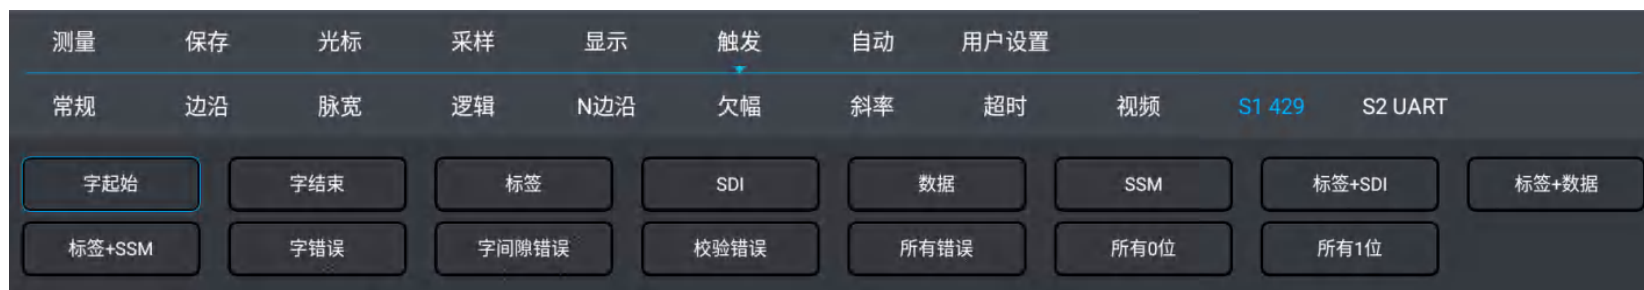 测量 保存 光标 采样 显示 触发 自动 用户设置
常规 边沿 脉宽 逻辑 N边沿 欠幅 斜率 超时 视频 S1 429 S2 UART
字起始 字结束 标签 SDI 数据 SSM 标签+SDI 标签+数据
标签+SSM 字错误 字间隙错误 校验错误 所有错误 所有0位 所有1位